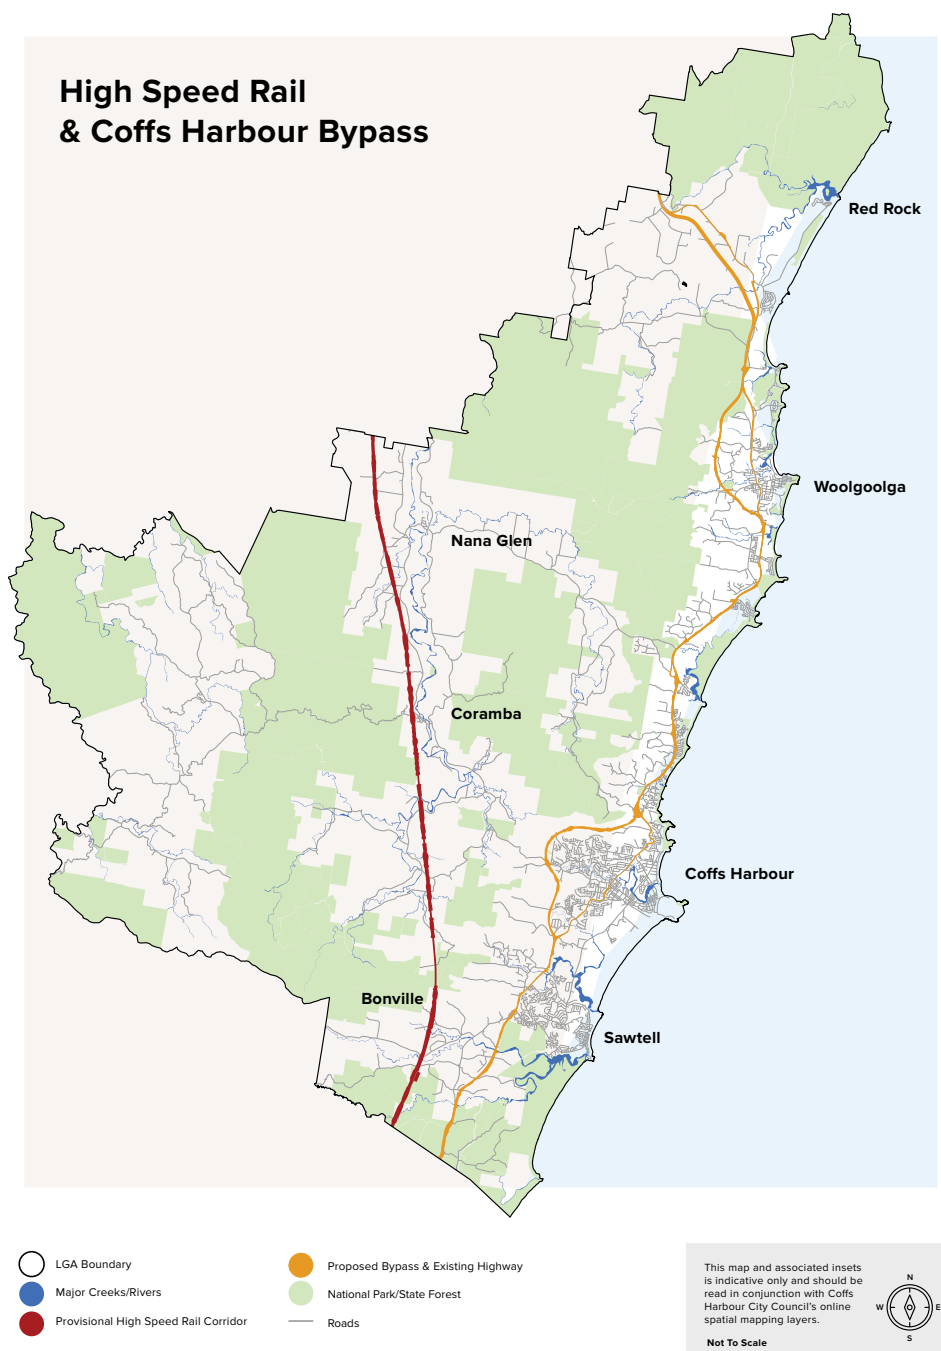 High Speed Rail
& Coffs Harbour Bypass
Red Rock
Woolgoolga
Nana Glen
Coramba
Coffs Harbour
Bonville
Sawtell
LGA Boundary
Major Creeks/Rivers
Provisional High Speed Rail Corridor
Proposed Bypass & Existing Highway
National Park/State Forest
Roads
This map and associated insets
is indicative only and should be
read in conjunction with Coffs
Harbour City Council's online
spatial mapping layers.
Not To Scale
N
W
E
S